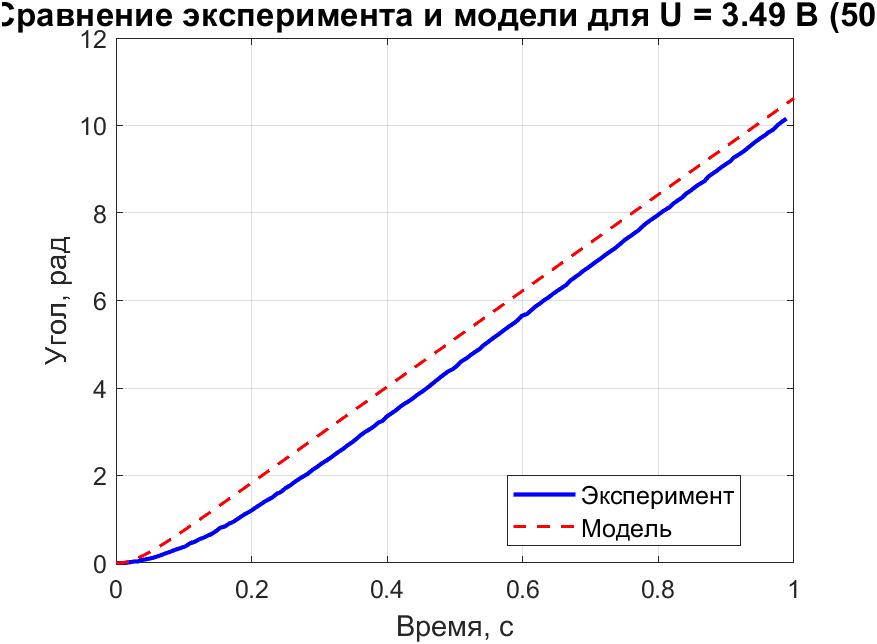 Сравнение эксперимента и модели для U = 3.49 В (50
12
10
8
6
4
2
0
Угол, рад
Эксперимент
Модель
0 0.2 0.4 0.6 0.8 1
Время, с